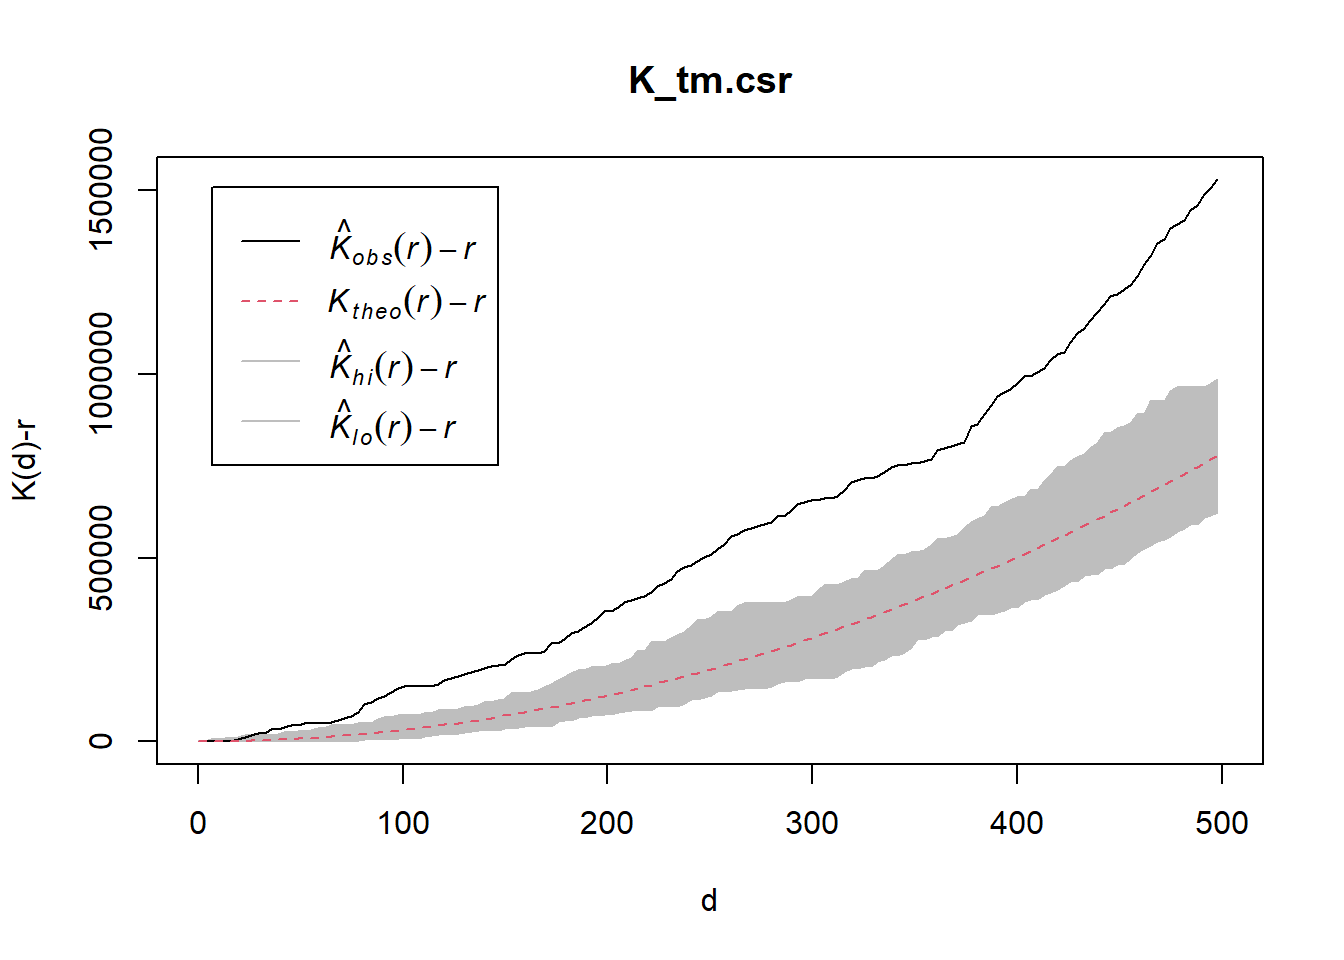 K_tm.csr
K̂obs(r) − r
Ktheo(r) − r
K̂hi(r) − r
K̂lo(r) − r
K(d)-r
1500000
1000000
500000
0
0 100 200 300 400 500
d